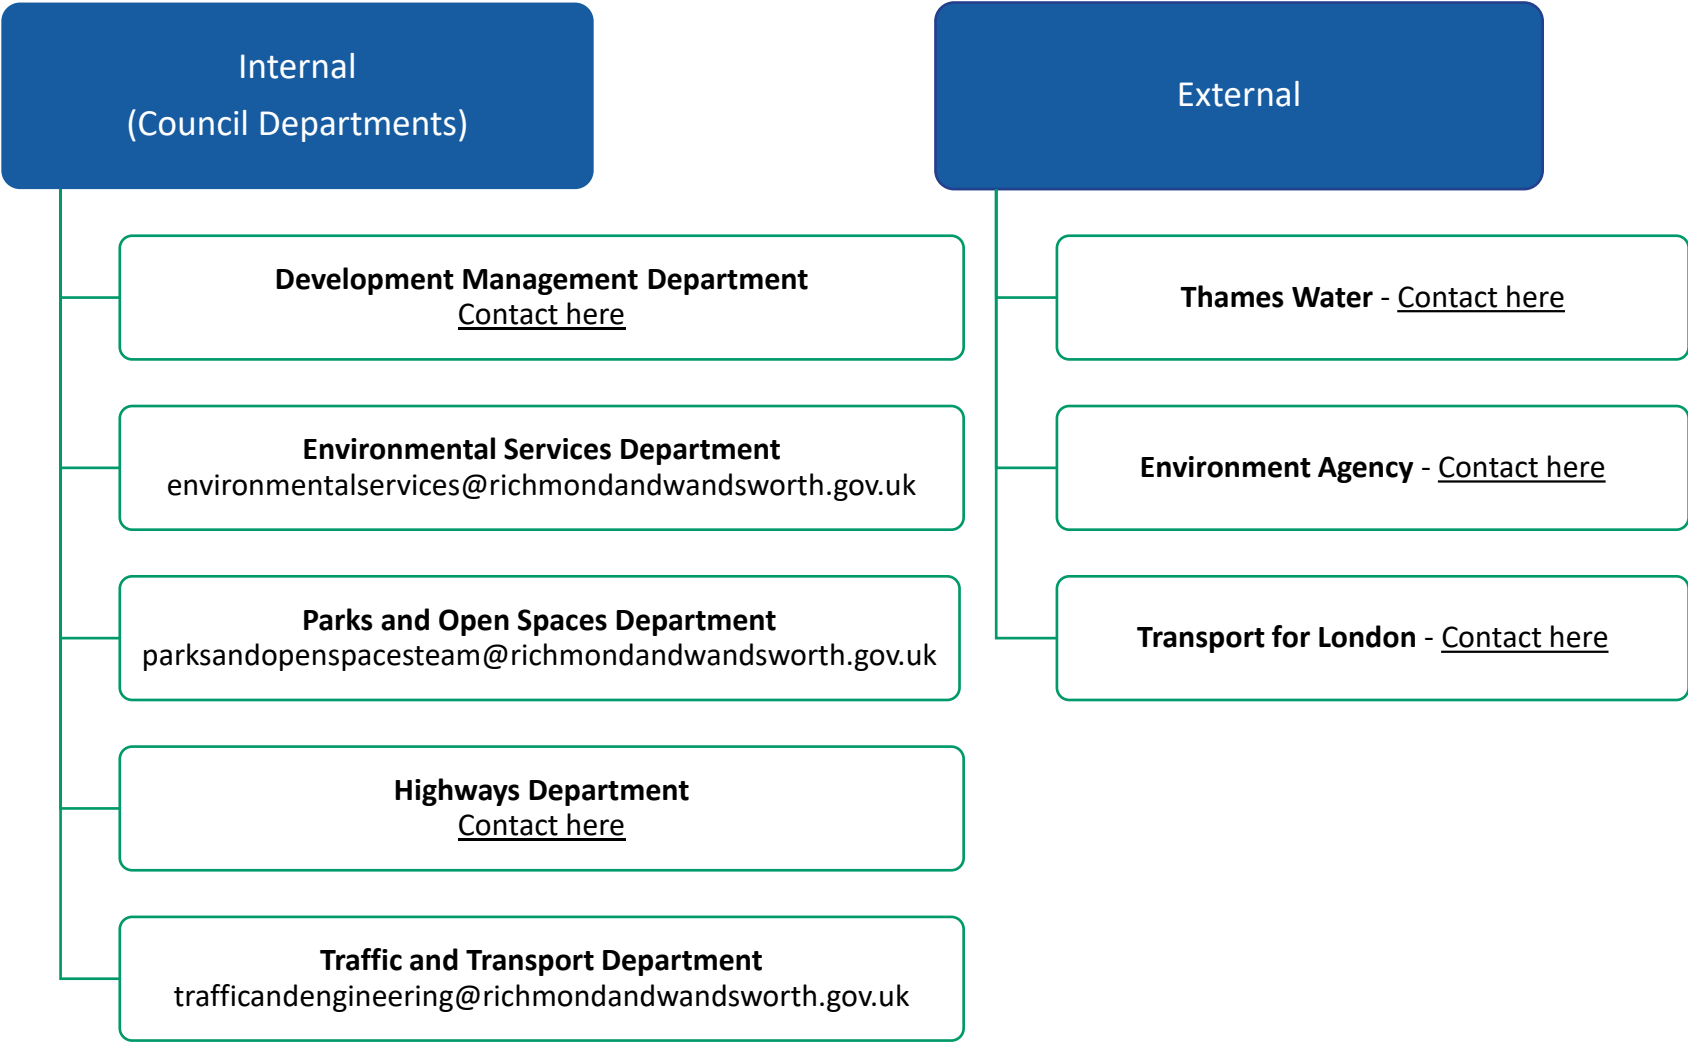 Internal
(Council Departments)
Development Management Department
Contact here
Environmental Services Department
environmentalservices@richmondandwandsworth.gov.uk
Parks and Open Spaces Department
parksandopenspacesteam@richmondandwandsworth.gov.uk
Highways Department
Contact here
Traffic and Transport Department
trafficandengineering@richmondandwandsworth.gov.uk
External
Thames Water - Contact here
Environment Agency - Contact here
Transport for London - Contact here